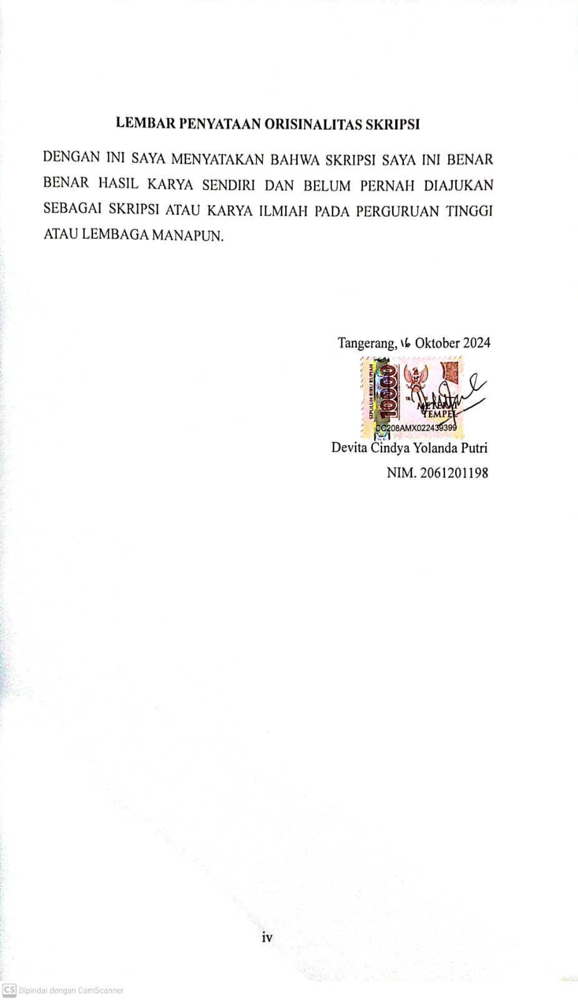 LEMBAR PENYATAAN ORISINALITAS SKRIPSI
DENGAN INI SAYA MENYATAKAN BAHWA SKRIPSI SAYA INI BENAR
BENAR HASIL KARYA SENDIRI DAN BELUM PERNAH DIAJUKAN
SEBAGAI SKRIPSI ATAU KARYA ILMIAH PADA PERGURUAN TINGGI
ATAU LEMBAGA MANAPUN.
Tangerang, 16 Oktober 2024
SEPULUH RIBU RUPIAH
10000
METERAI
TEMPEL
CC208AMX022439399
Devita Cindya Yolanda Putri
NIM. 2061201198
iv
CS Dipindai dengan CamScanner